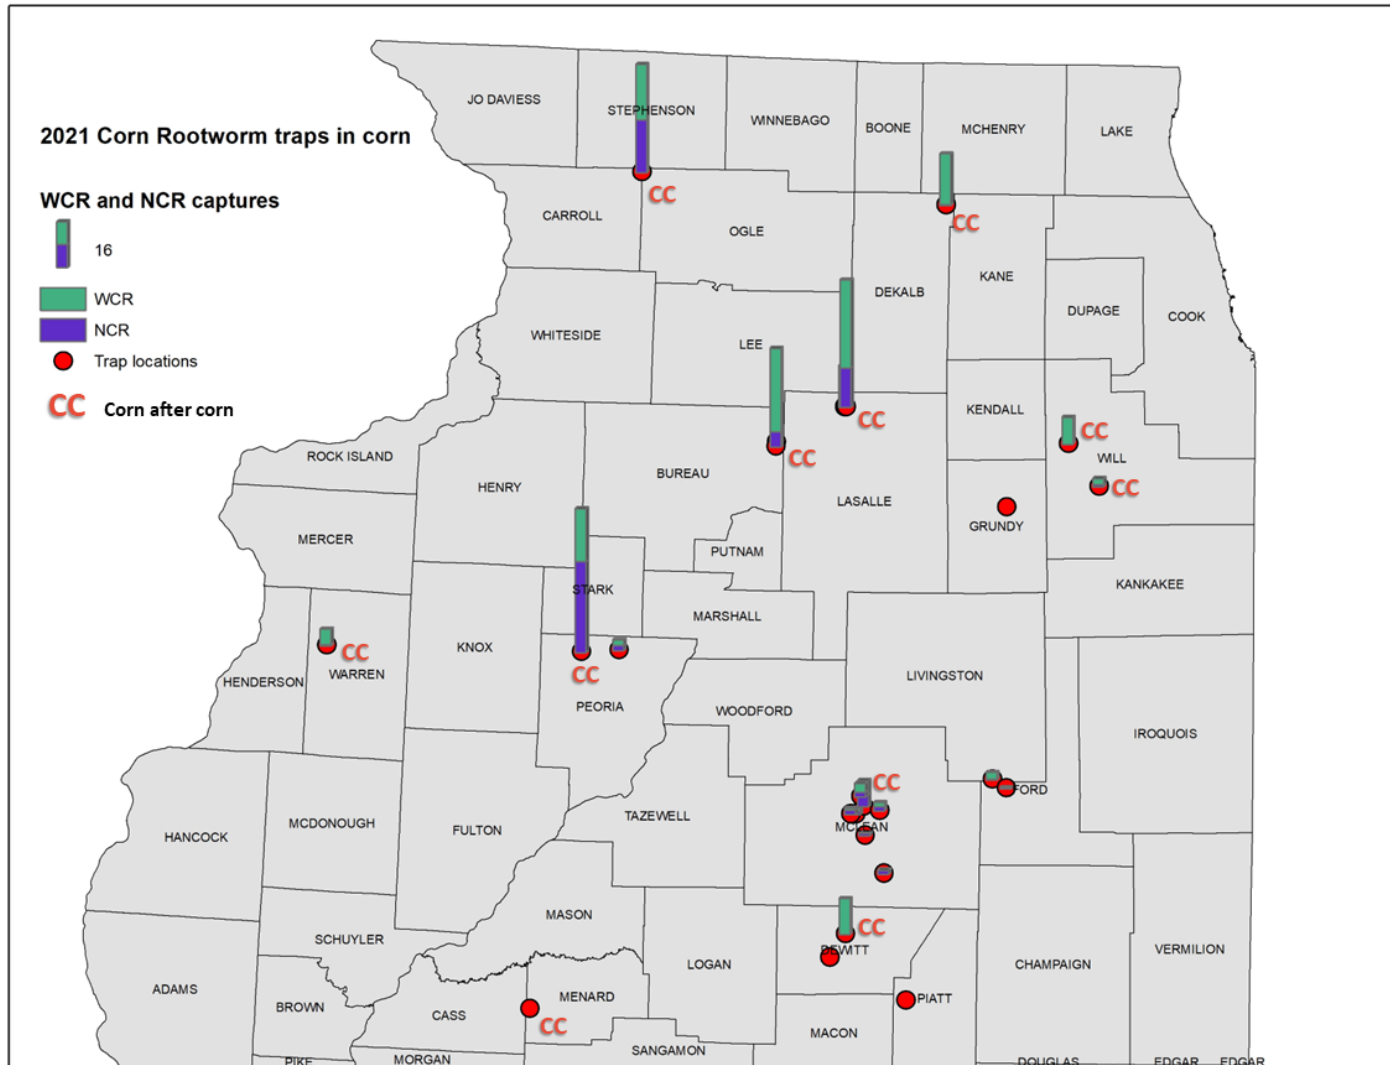 2021 Corn Rootworm traps in corn
WCR and NCR captures
16
WCR
NCR
Trap locations
CC Corn after corn
JO DAVIESS
STEPHENSON
WINNEBAGO
BOONE
MCHENRY
LAKE
CC
CC
CARROLL
OGLE
DEKALB
KANE
DUPAGE
COOK
WHITESIDE
LEE
KENDALL
CC
CC
WILL
CC
ROCK ISLAND
HENRY
BUREAU
CC
LASALLE
GRUNDY
CC
MERCER
PUTNAM
STARK
KANKAKEE
MARSHALL
CC
WARREN
HENDERSON
KNOX
CC
PEORIA
WOODFORD
LIVINGSTON
IROQUOIS
HANCOCK
MCDONOUGH
FULTON
TAZEWELL
CC
MCLEAN
FORD
MASON
SCHUYLER
LOGAN
CC
DEWITT
CHAMPAIGN
VERMILION
ADAMS
BROWN
CASS
MENARD
CC
PIATT
MACON
SANGAMON
PIKE
MORGAN
DOUGLAS
EDGAR
EDGAR